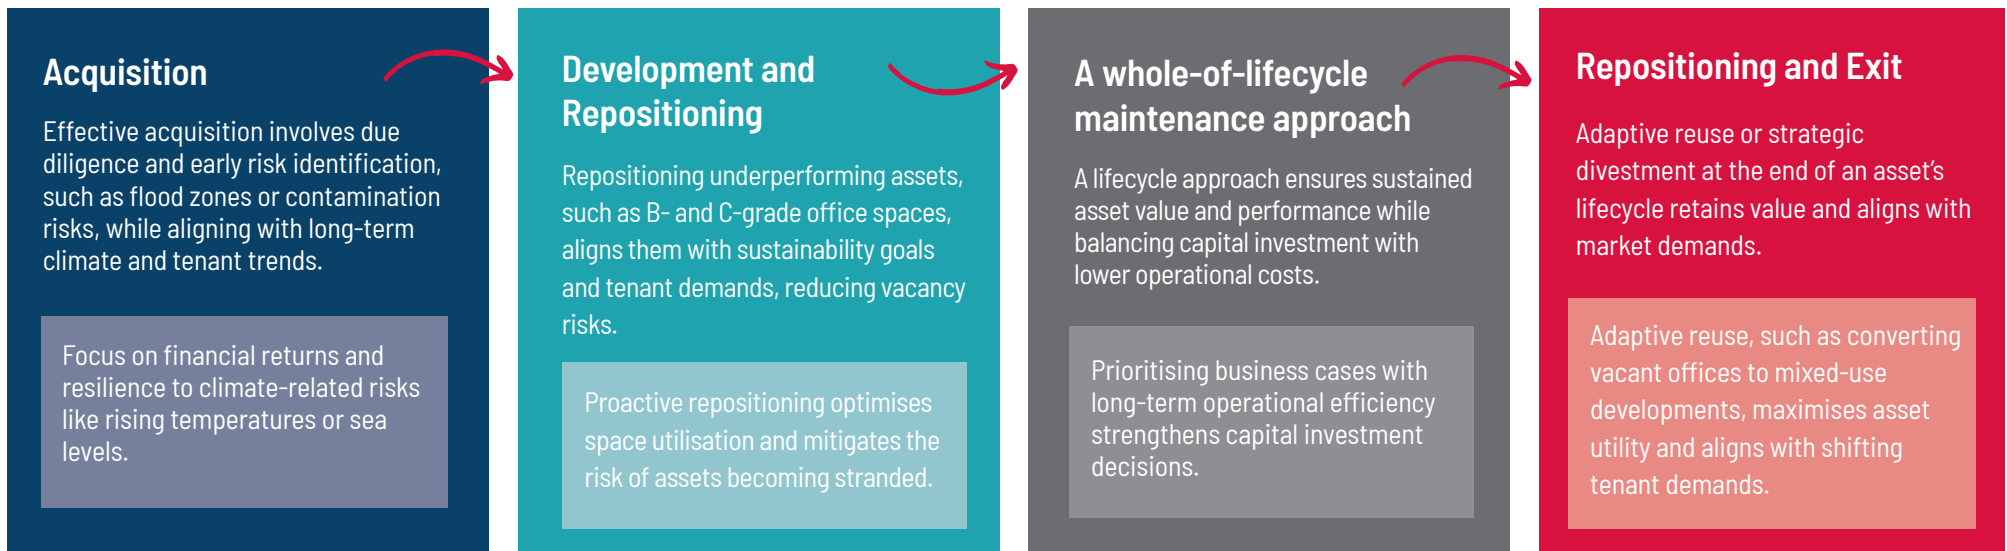 Acquisition
Effective acquisition involves due
diligence and early risk identification,
such as flood zones or contamination
risks, while aligning with long-term
climate and tenant trends.
Focus on financial returns and
resilience to climate-related risks
like rising temperatures or sea
levels.
Development and
Repositioning
Repositioning underperforming assets,
such as B- and C-grade office spaces,
aligns them with sustainability goals
and tenant demands, reducing vacancy
risks.
Proactive repositioning optimises
space utilisation and mitigates the
risk of assets becoming stranded.
A whole-of-lifecycle
maintenance approach
A lifecycle approach ensures sustained
asset value and performance while
balancing capital investment with
lower operational costs.
Prioritising business cases with
long-term operational efficiency
strengthens capital investment
decisions.
Repositioning and Exit
Adaptive reuse or strategic
divestment at the end of an asset’s
lifecycle retains value and aligns with
market demands.
Adaptive reuse, such as converting
vacant offices to mixed-use
developments, maximises asset
utility and aligns with shifting
tenant demands.